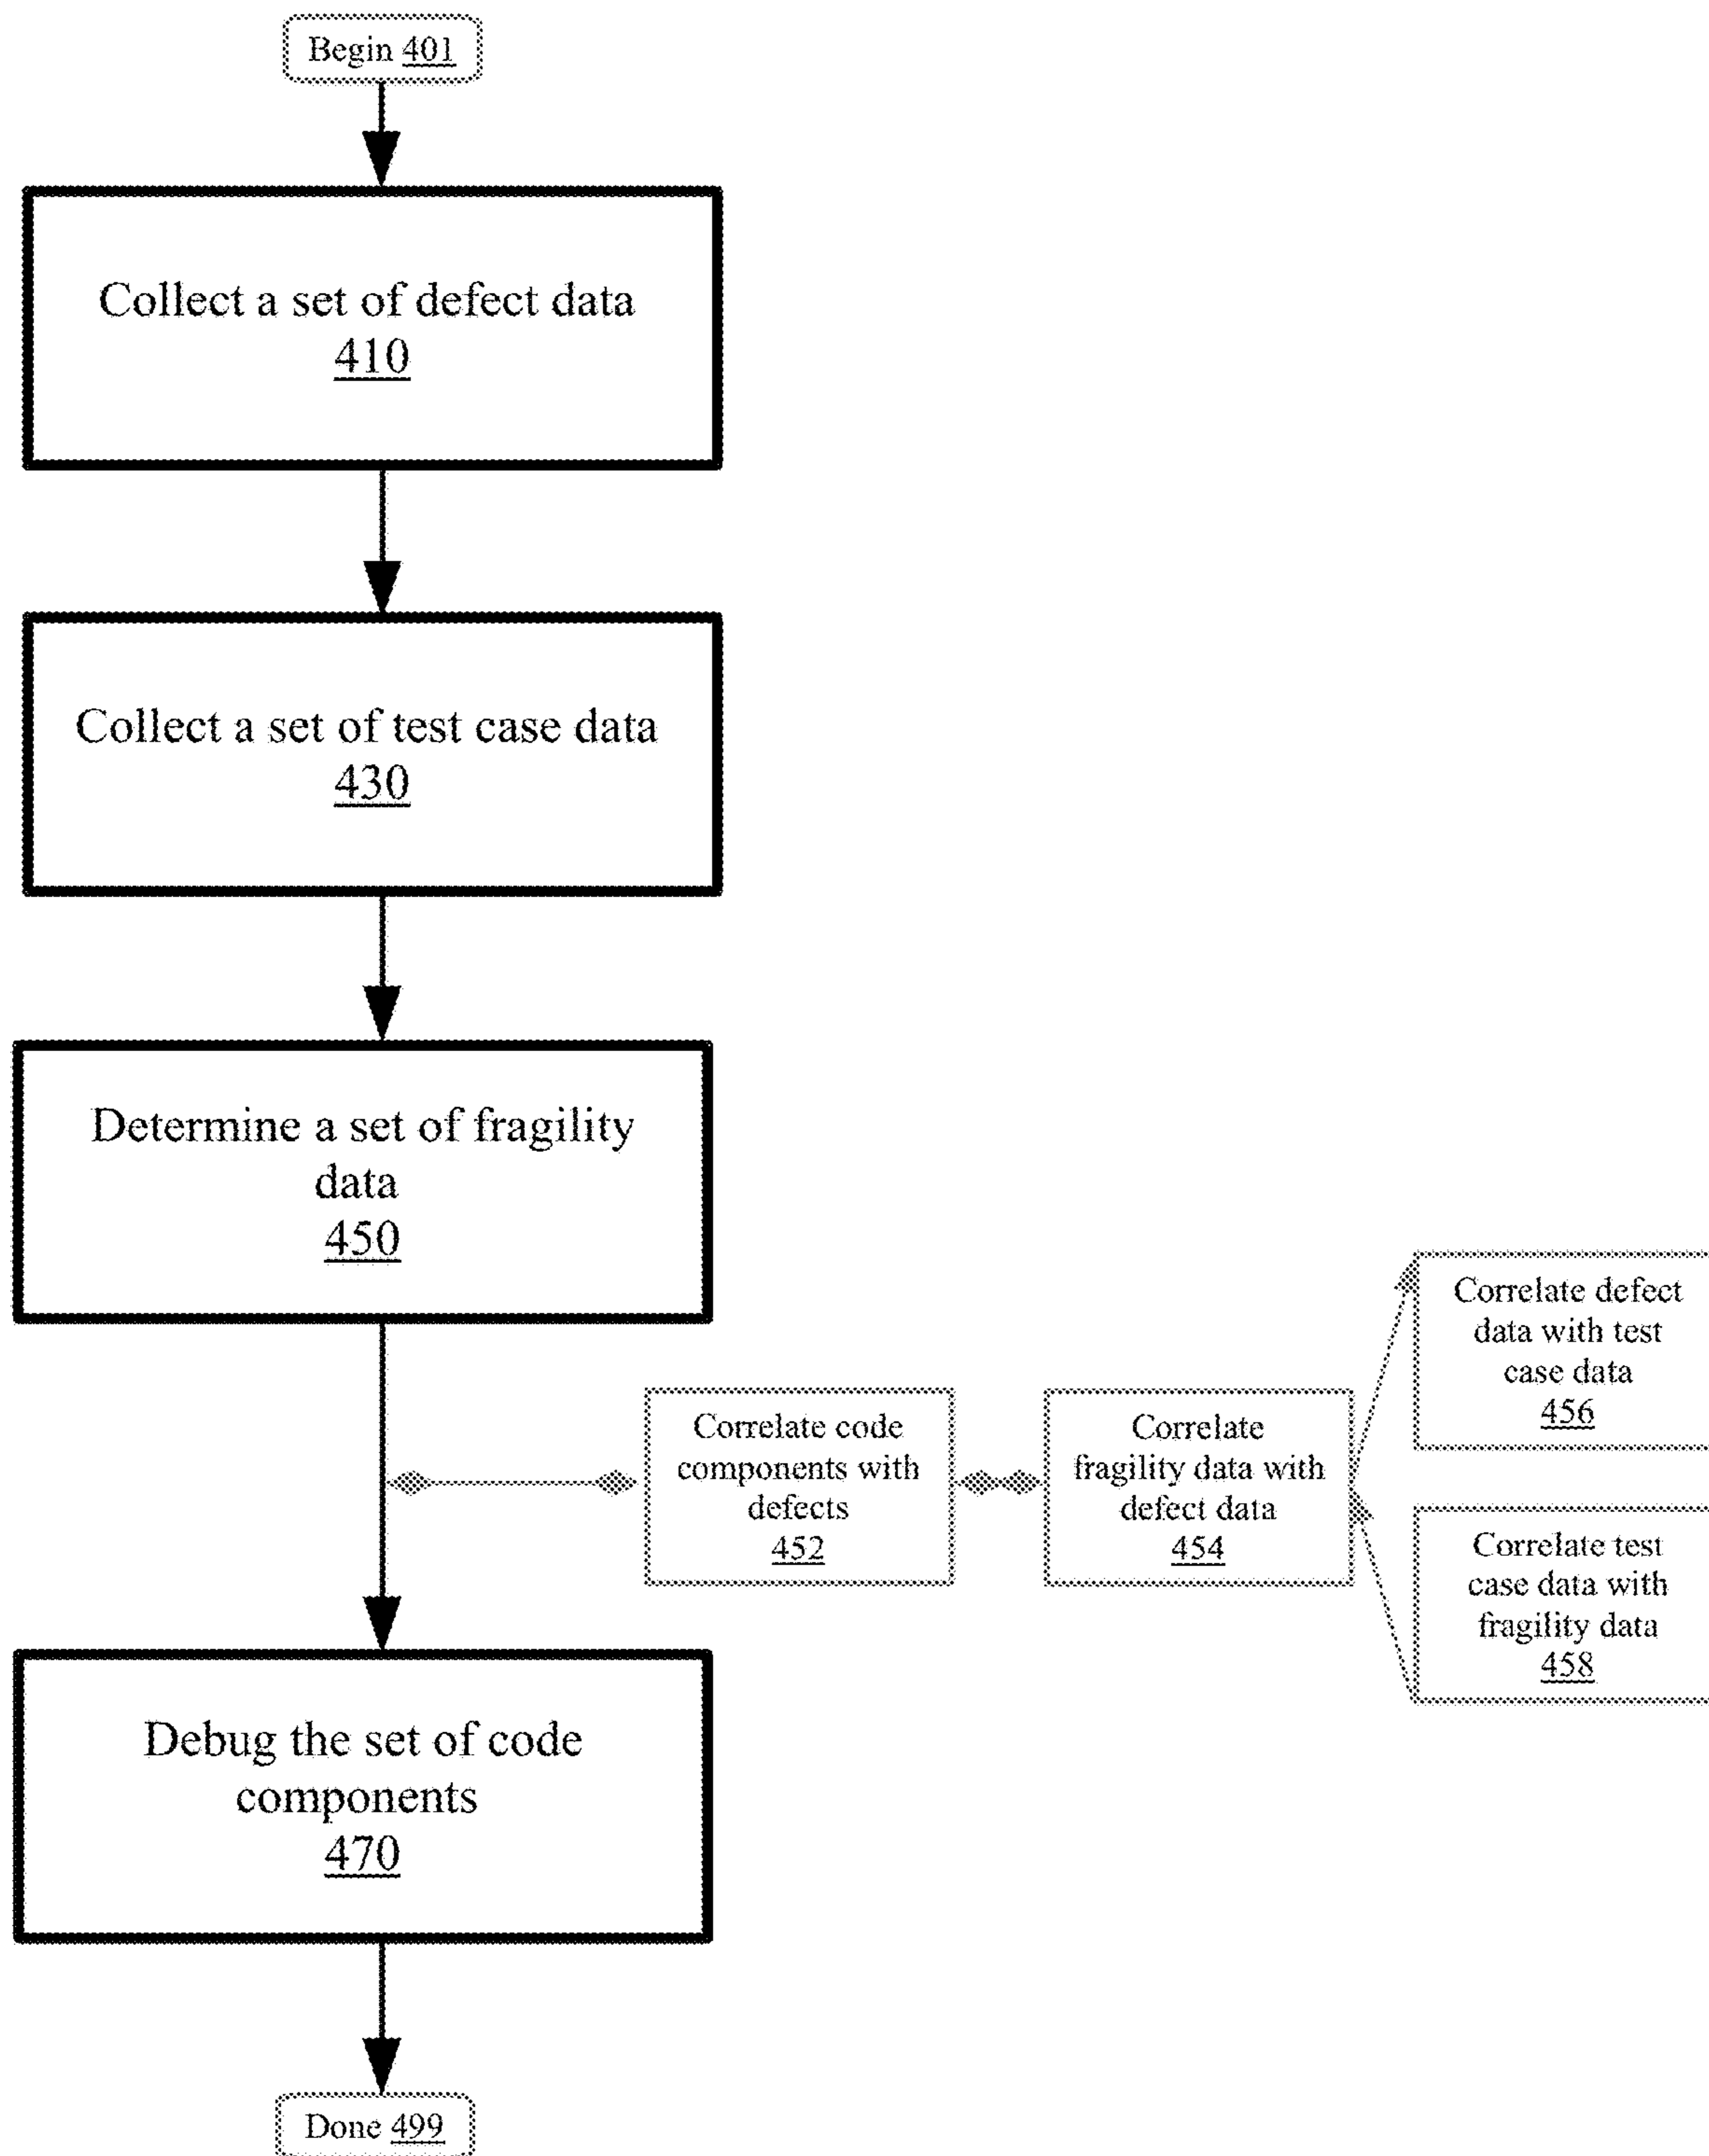 Begin 401
Collect a set of defect data
410
Collect a set of test case data
430
Determine a set of fragility
data
450
Correlate code
components with
defects
452
Correlate
fragility data with
defect data
454
Correlate defect
data with test
case data
456
Correlate test
case data with
fragility data
458
Debug the set of code
components
470
Done 499